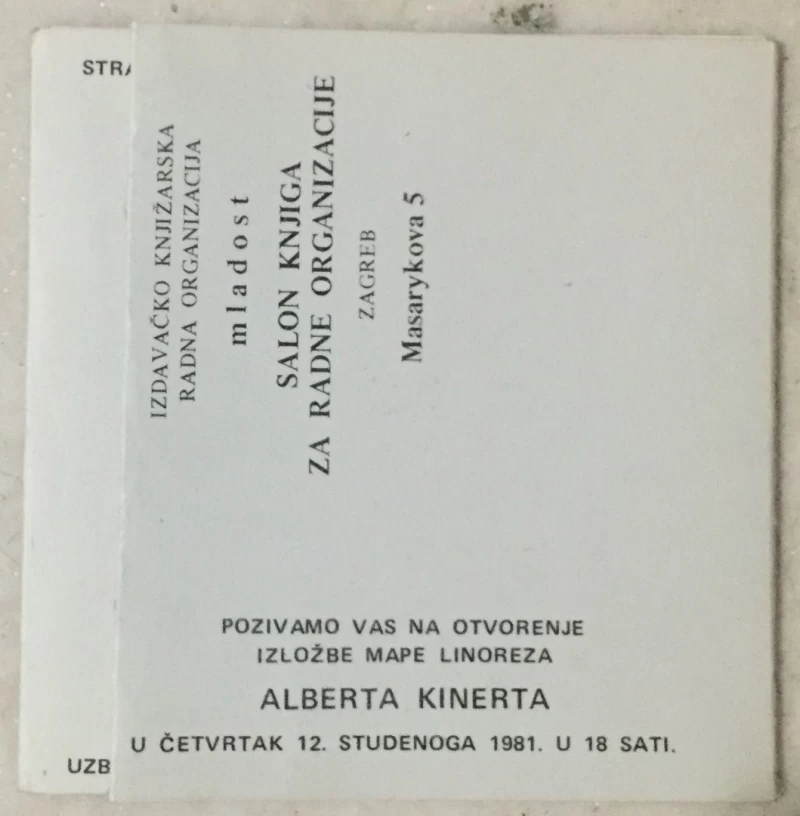 STRA
IZDAVAČKO KNJIŽARSKA
RADNA ORGANIZACIJA
mladost
SALON KNJIGA
ZA RADNE ORGANIZACIJE
ZAGREB
Masarykova 5
POZIVAMO VAS NA OTVORENJE
IZLOŽBE MAPE LINOREZA
ALBERTA KINERTA
U ČETVRTAK 12. STUDENOGA 1981. U 18 SATI.
UZB